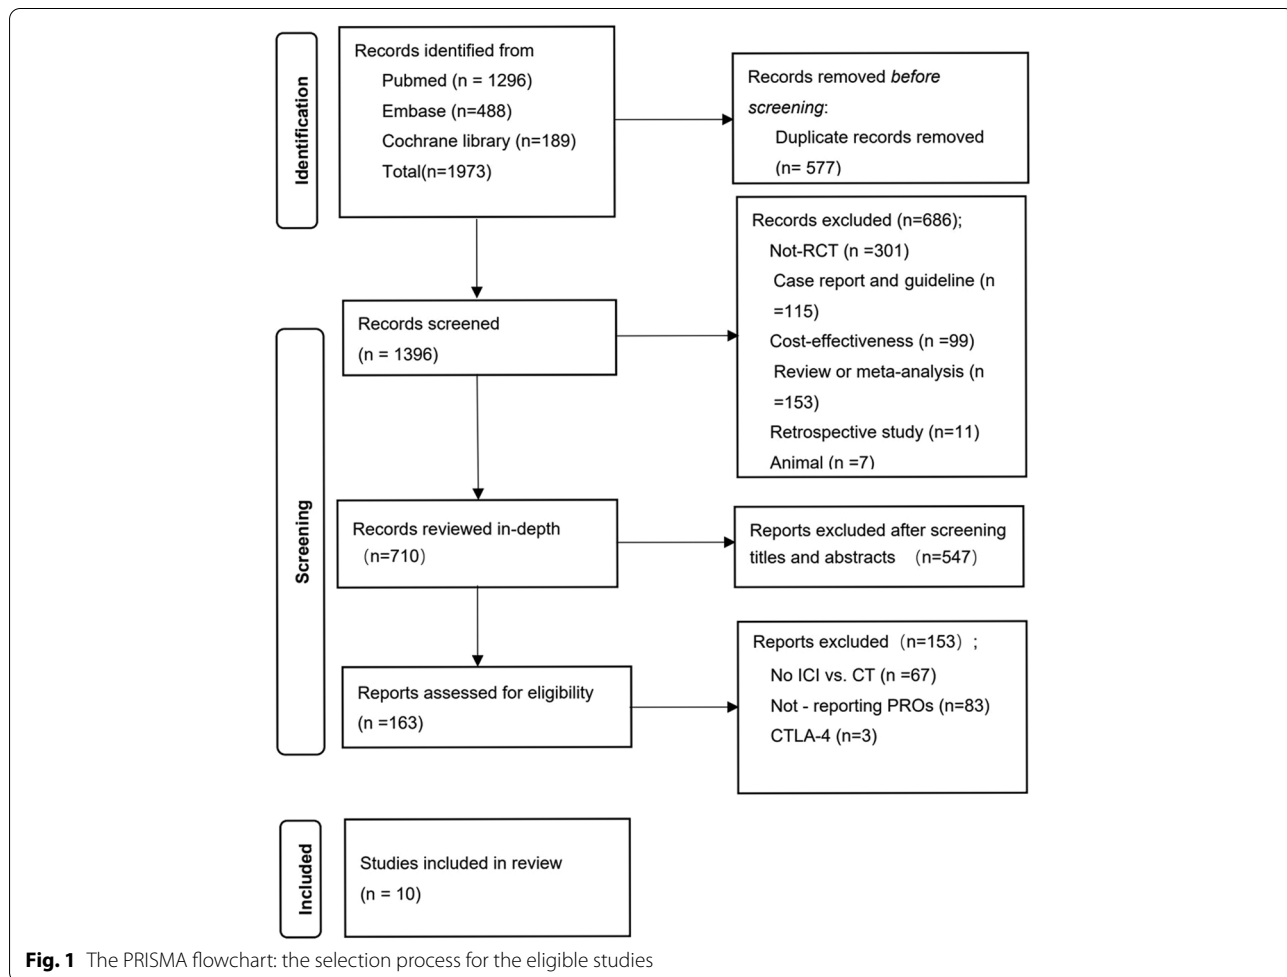 Identification
Records identified from
Pubmed (n = 1296)
Embase (n=488)
Cochrane library (n=189)
Total(n=1973)
Records removed before
screening:
Duplicate records removed
(n= 577)
Screening
Records screened
(n = 1396)
Records excluded (n=686);
Not-RCT (n =301)
Case report and guideline (n
=115)
Cost-effectiveness (n =99)
Review or meta-analysis (n
=153)
Retrospective study (n=11)
Animal (n =7)
Records reviewed in-depth
（n=710）
Reports excluded after screening
titles and abstracts （n=547）
Reports assessed for eligibility
(n =163)
Reports excluded（n=153）;
No ICI vs. CT (n =67)
Not - reporting PROs (n=83)
CTLA-4 (n=3)
Included
Studies included in review
(n = 10)
Fig. 1 The PRISMA flowchart: the selection process for the eligible studies